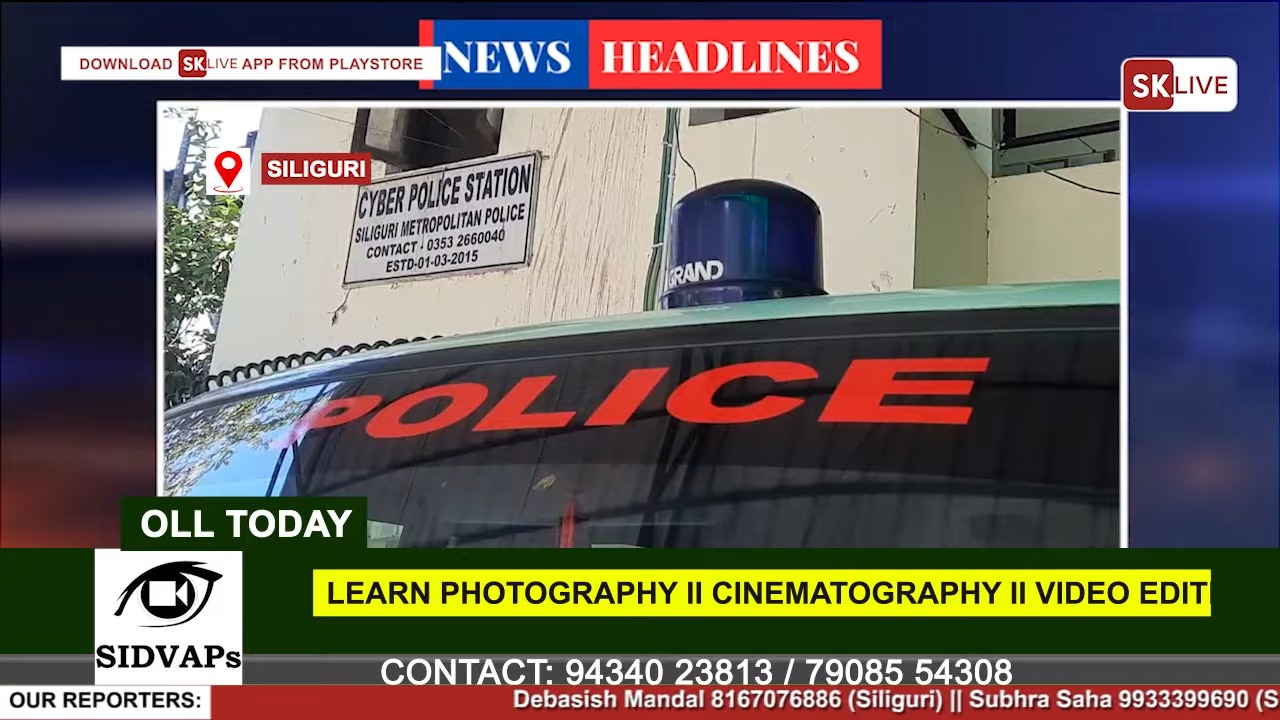 NEWS HEADLINES
DOWNLOAD SK LIVE APP FROM PLAYSTORE
SK LIVE
SILIGURI
CYBER POLICE STATION
SILIGURI METROPOLITAN POLICE
CONTACT - 0353 2660040
ESTD-01-03-2015
GRAND
POLICE
OLL TODAY
LEARN PHOTOGRAPHY II CINEMATOGRAPHY II VIDEO EDIT
SIDVAPs
CONTACT: 94340 23813 / 79085 54308
OUR REPORTERS: Debasish Mandal 8167076886 (Siliguri) || Subhra Saha 9933399690 (S